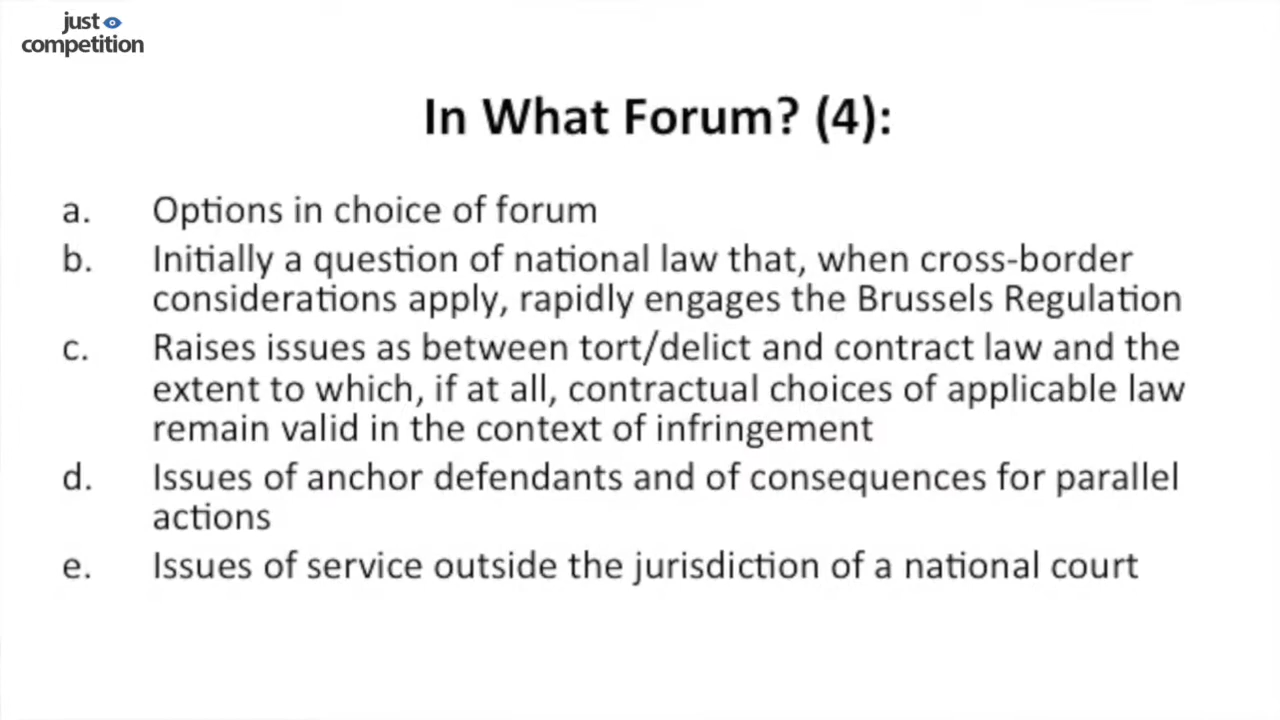 just
competition
In What Forum? (4):
a. Options in choice of forum
b. Initially a question of national law that, when cross-border
considerations apply, rapidly engages the Brussels Regulation
c. Raises issues as between tort/delict and contract law and the
extent to which, if at all, contractual choices of applicable law
remain valid in the context of infringement
d. Issues of anchor defendants and of consequences for parallel
actions
e. Issues of service outside the jurisdiction of a national court